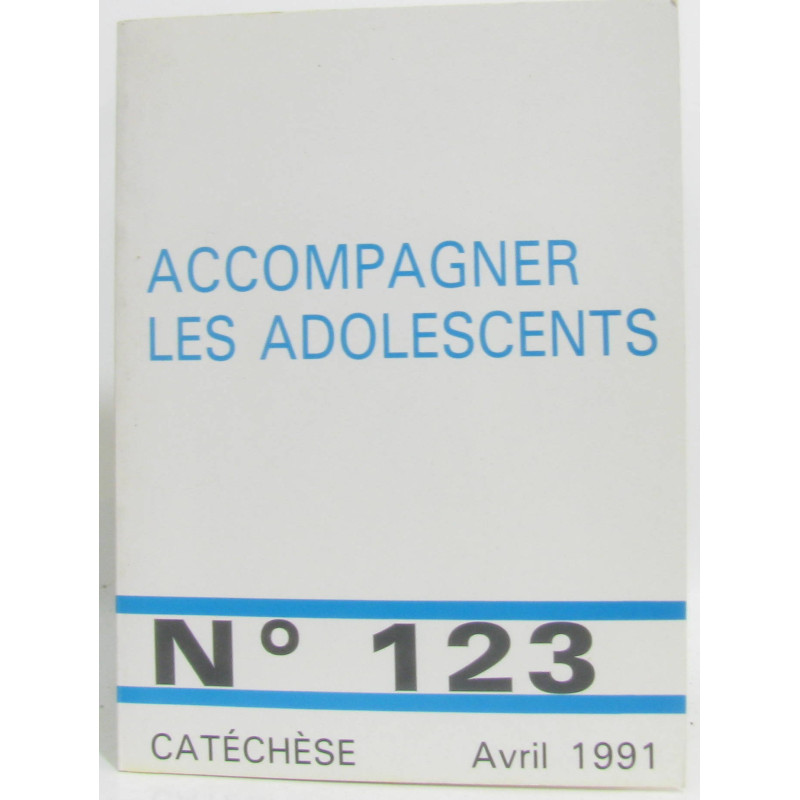 ACCOMPAGNER
LES ADOLESCENTS
N° 123
CATÉCHÈSE Avril 1991